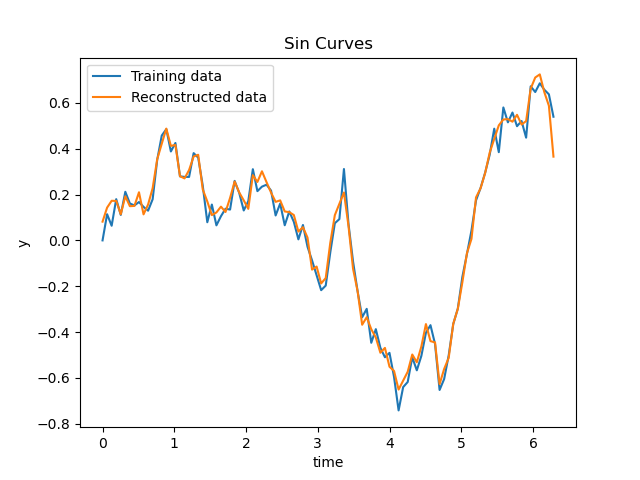 Sin Curves
Training data
Reconstructed data
0.6
0.4
0.2
0.0
−0.2
−0.4
−0.6
−0.8
y
0 1 2 3 4 5 6
time